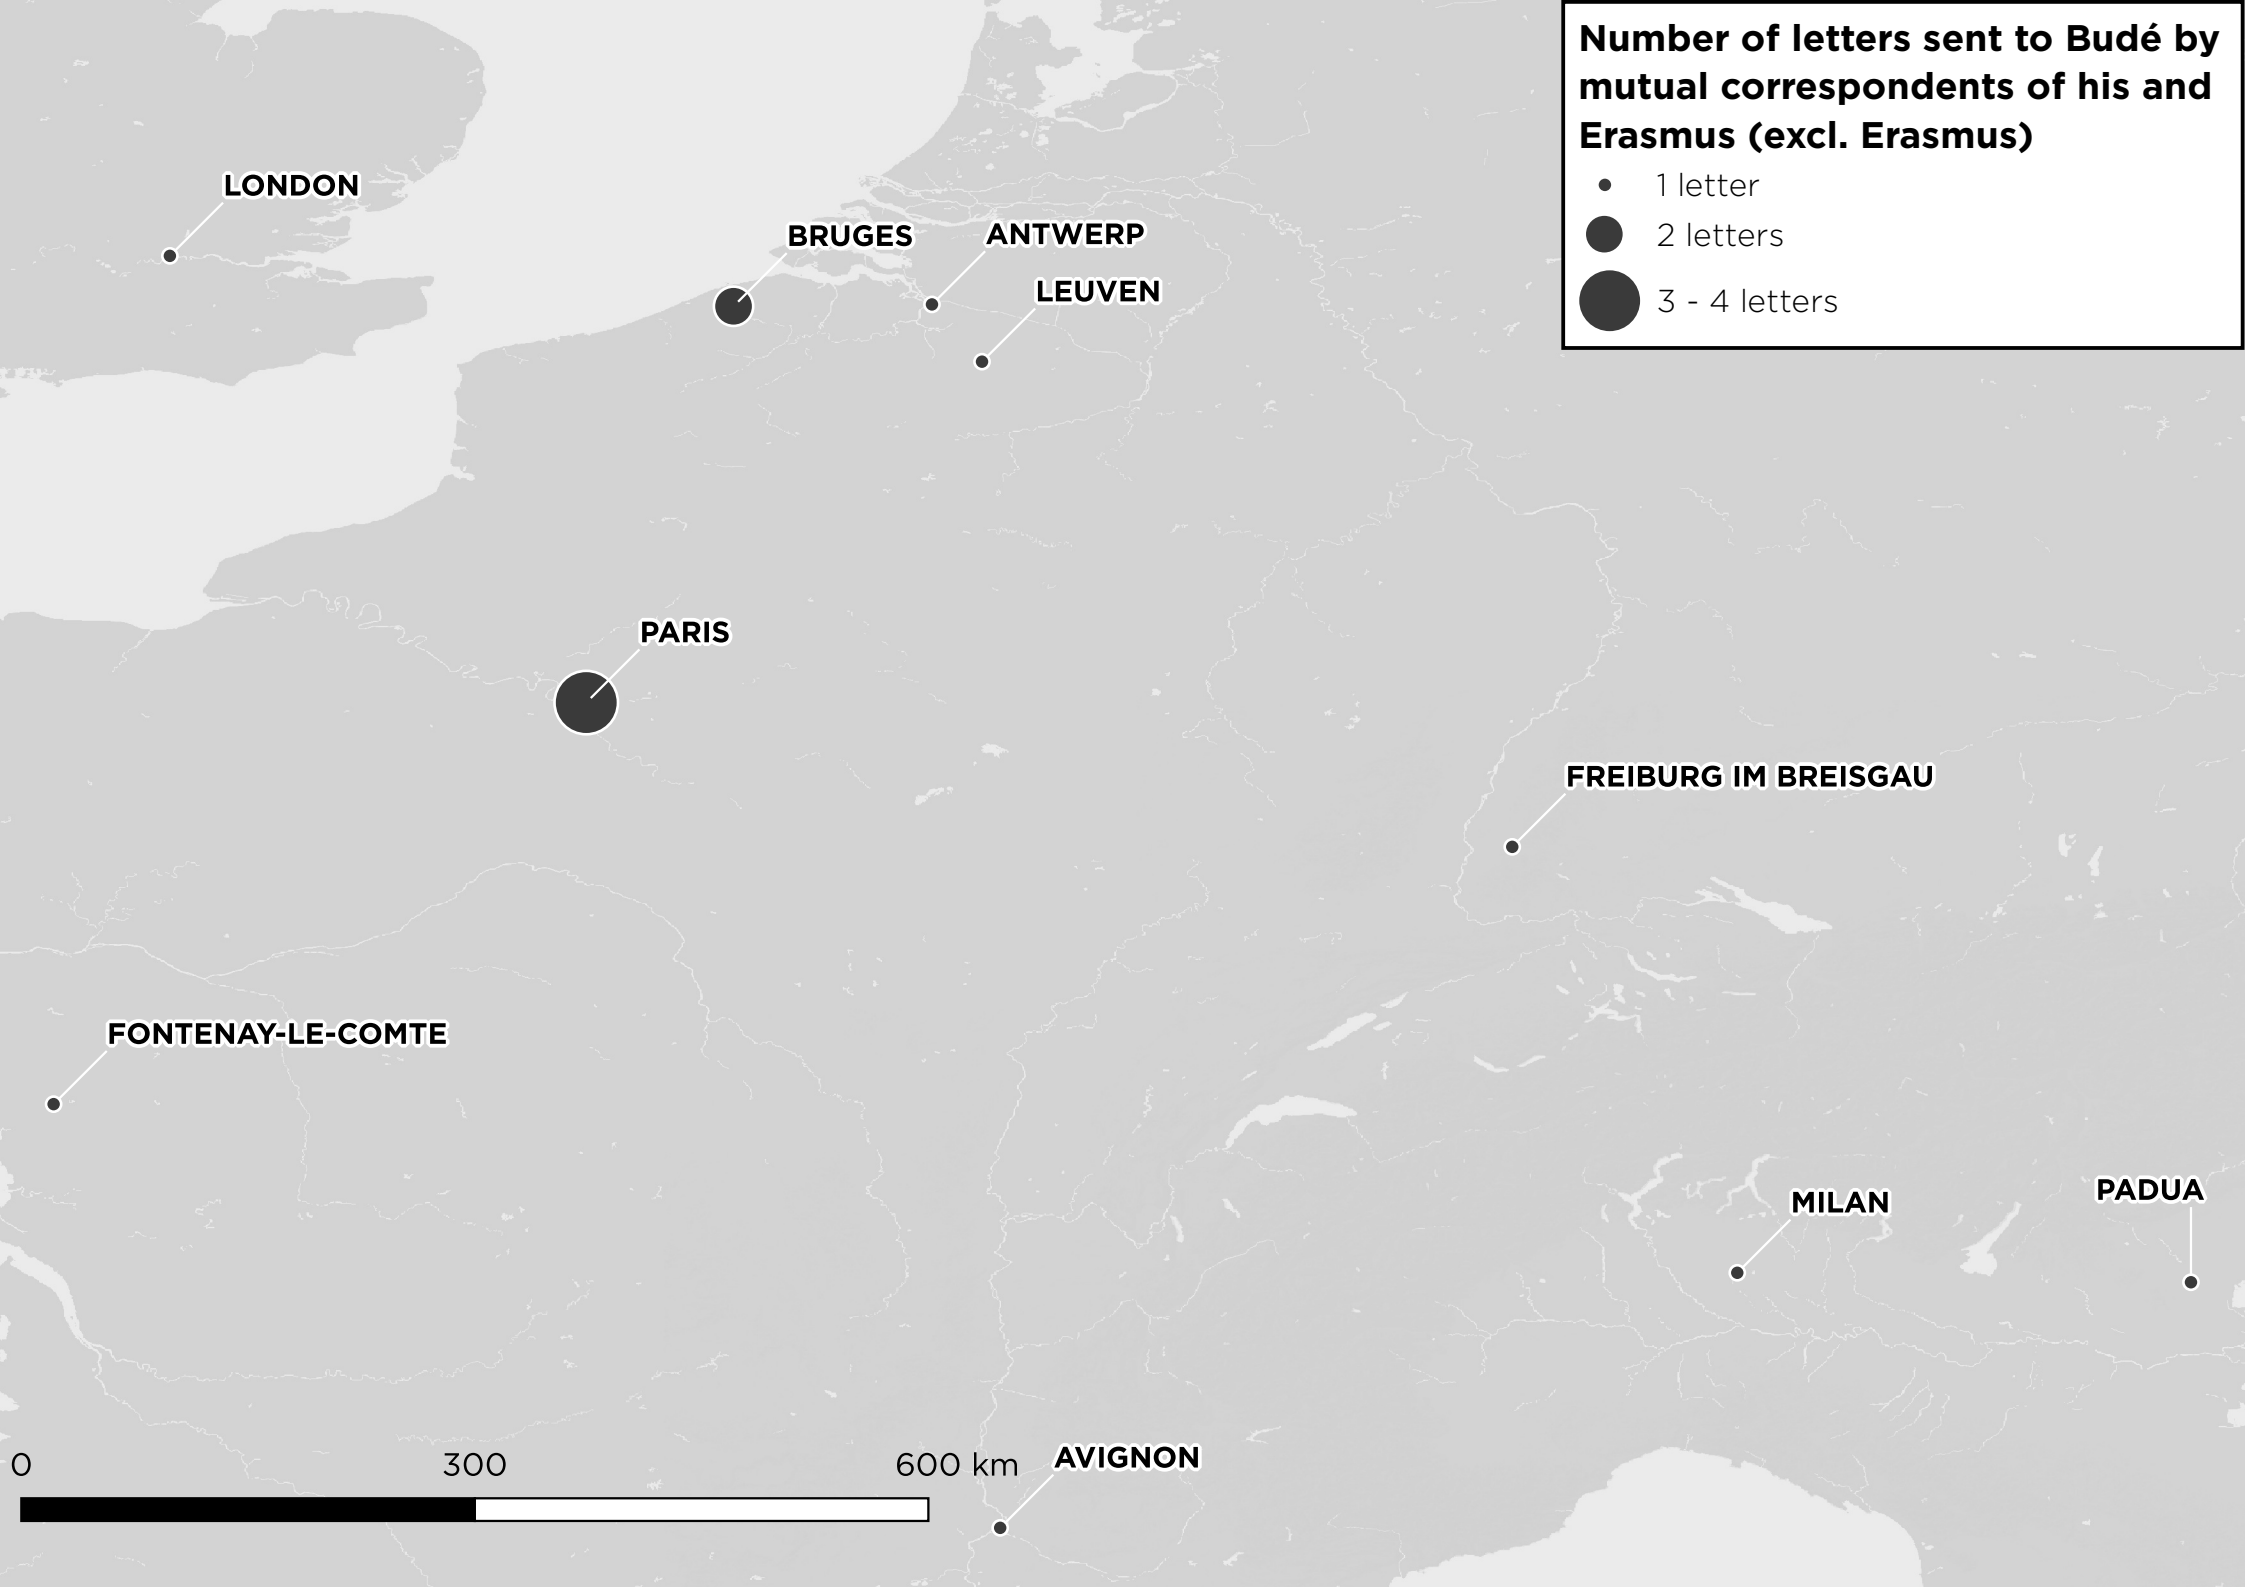 Number of letters sent to Budé by
mutual correspondents of his and
Erasmus (excl. Erasmus)
1 letter
2 letters
3 - 4 letters
LONDON
BRUGES
ANTWERP
LEUVEN
PARIS
FREIBURG IM BREISGAU
FONTENAY-LE-COMTE
MILAN
PADUA
AVIGNON
0 300 600 km